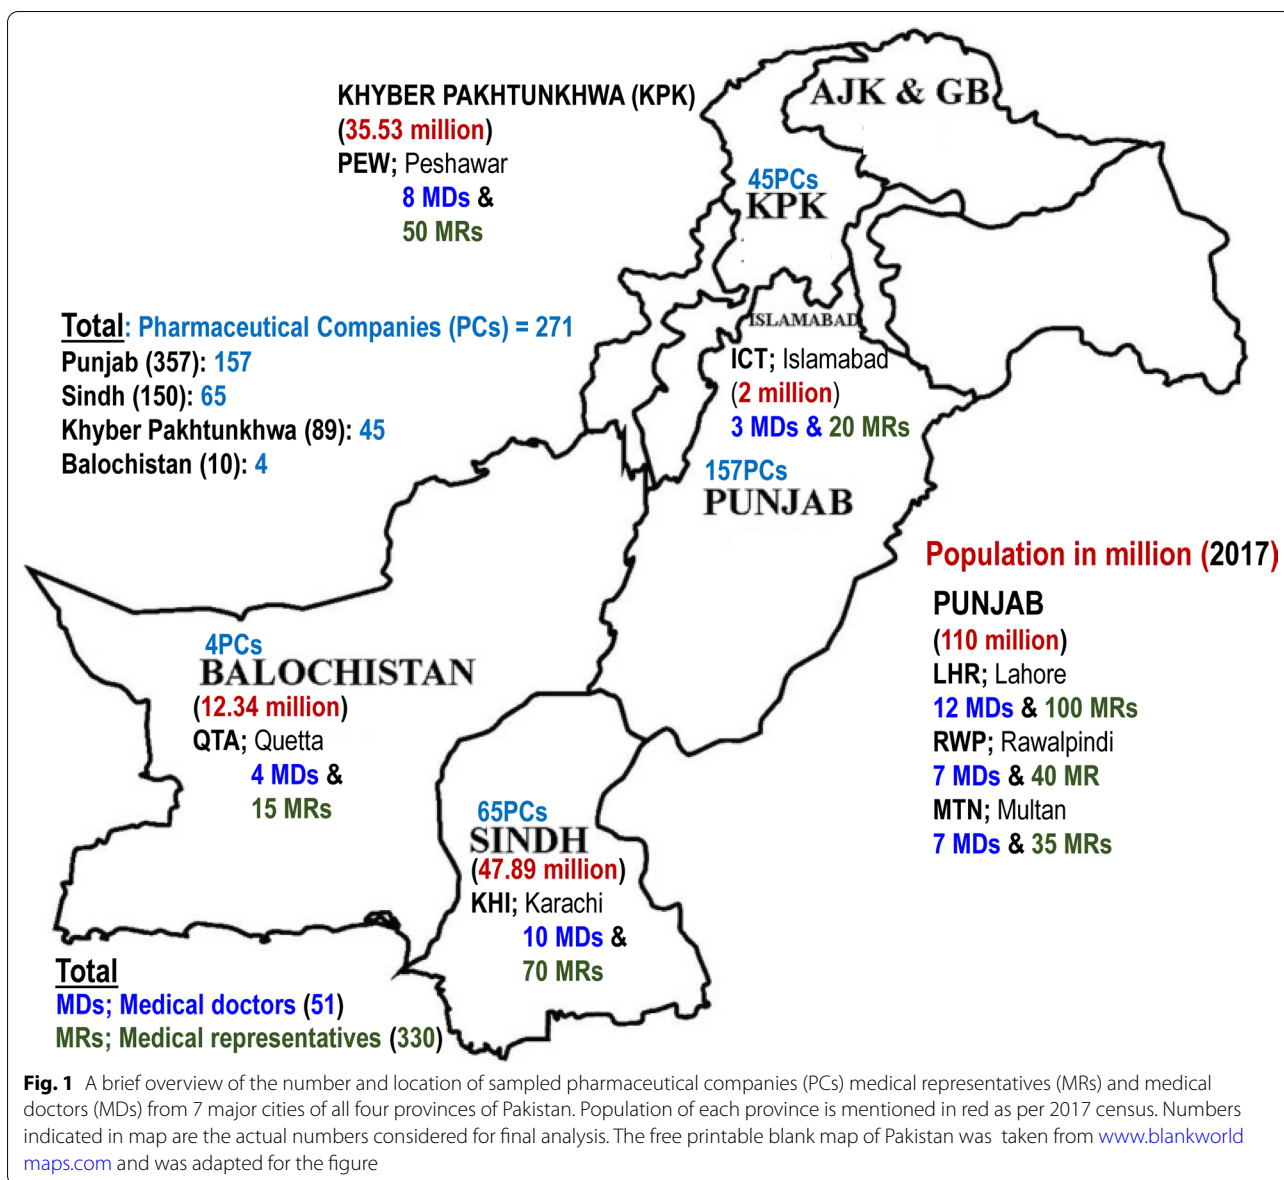 KHYBER PAKHTUNKHWA (KPK)
(35.53 million)
PEW; Peshawar
8 MDs &
50 MRs
AJK & GB
45PCs
KPK
Total: Pharmaceutical Companies (PCs) = 271
Punjab (357): 157
Sindh (150): 65
Khyber Pakhtunkhwa (89): 45
Balochistan (10): 4
ISLAMABAD
ICT; Islamabad
(2 million)
3 MDs & 20 MRs
157PCs
PUNJAB
Population in million (2017)
PUNJAB
(110 million)
LHR; Lahore
12 MDs & 100 MRs
RWP; Rawalpindi
7 MDs & 40 MR
MTN; Multan
7 MDs & 35 MRs
4PCs
BALOCHISTAN
(12.34 million)
QTA; Quetta
4 MDs &
15 MRs
65PCs
SINDH
(47.89 million)
KHI; Karachi
10 MDs &
70 MRs
Total
MDs; Medical doctors (51)
MRs; Medical representatives (330)
Fig. 1 A brief overview of the number and location of sampled pharmaceutical companies (PCs) medical representatives (MRs) and medical
doctors (MDs) from 7 major cities of all four provinces of Pakistan. Population of each province is mentioned in red as per 2017 census. Numbers
indicated in map are the actual numbers considered for final analysis. The free printable blank map of Pakistan was taken from www.blankworld
maps.com and was adapted for the figure